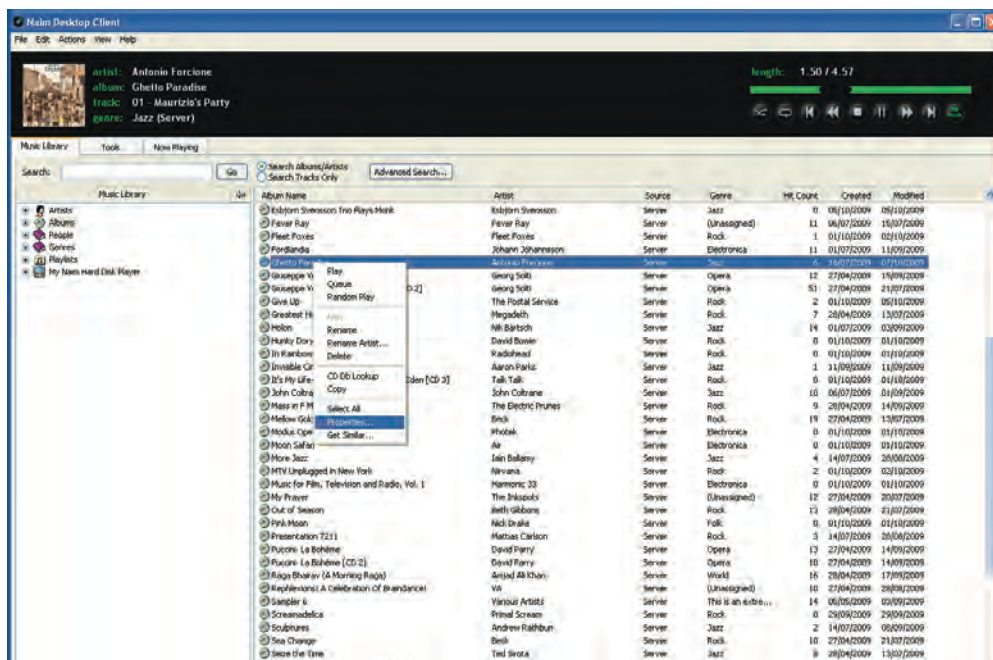 Naim Desktop Client
File Edit Actions View Help
artist: Antonio Forcione
album: Ghetto Paradise
track: 01 - Maurizio's Party
genre: Jazz (Server)
length: 1.50 / 4.57
Music Library Tools Now Playing
Search: Go Search Albums/Artists Advanced Search...
Search Tracks Only
Music Library
Artists
Albums
People
Genres
Playlists
My Naim Hard Disk Player
Album Name Artist Source Genre Hit Count Created Modified
Esbjorn Svensson Trio Plays Monk Esbjorn Svensson Server Jazz 0 05/10/2009 05/10/2009
Fever Ray Fever Ray Server (Unassigned) 11 06/07/2009 15/07/2009
Fleet Foxes Fleet Foxes Server Rock 1 01/10/2009 02/10/2009
Fordlandia Johann Johannsson Server Electronica 11 01/07/2009 11/09/2009
Ghetto Antonio Forcione Server Jazz 6 16/07/2009 07/10/2009
Giuseppe Georg Solti Server Opera 12 27/04/2009 15/09/2009
Giuseppe Georg Solti Server Opera 51 27/04/2009 21/07/2009
Give Up The Postal Service Server Rock 2 01/10/2009 05/10/2009
Greatest Megadeth Server Rock 7 28/04/2009 13/07/2009
Holon Nik Bärtsch Server Jazz 14 01/07/2009 03/09/2009
Hunky Dory David Bowie Server Rock 0 01/10/2009 01/10/2009
In Rainbow Radiohead Server Rock 0 01/10/2009 01/10/2009
Invisible Aaron Parks Server Jazz 1 11/09/2009 11/09/2009
It's My Life- Eden [CD 3] Talk Talk Server Rock 0 01/10/2009 01/10/2009
John Coltra John Coltrane Server Jazz 10 06/07/2009 01/09/2009
Mass in F M The Electric Prunes Server Rock 9 28/04/2009 14/09/2009
Mellow Beck Server Rock 19 27/04/2009 13/07/2009
Modus Ope Photek Server Electronica 0 01/10/2009 01/10/2009
Moon Safari Air Server Electronica 0 01/10/2009 01/10/2009
More Jazz Iain Bellamy Server Jazz 4 14/07/2009 28/08/2009
MTV Unplugged in New York Nirvana Server Rock 2 01/10/2009 02/10/2009
Music for Film, Television and Radio, Vol. 1 Harmonic 33 Server Electronica 0 01/10/2009 01/10/2009
My Prayer The Inkspots Server (Unassigned) 12 27/04/2009 20/07/2009
Out of Season Beth Gibbons Server Rock 13 28/04/2009 21/07/2009
Pink Moon Nick Drake Server Folk 0 01/10/2009 01/10/2009
Presentation 7211 Mattias Carlson Server Rock 3 14/07/2009 28/08/2009
Puccini: La Bohème David Parry Server Opera 13 27/04/2009 14/09/2009
Puccini: La Bohème [CD 2] David Parry Server Opera 10 27/04/2009 14/09/2009
Raga Bhairav (A Morning Raga) Amjad Ali Khan Server World 16 28/04/2009 17/09/2009
Rephlexions! A Celebration Of Braindance! VA Server (Unassigned) 10 27/04/2009 28/08/2009
Sampler 6 Various Artists Server This is an extre... 14 06/05/2009 03/09/2009
Screamadelica Primal Scream Server Rock 0 29/09/2009 29/09/2009
Sculptures Andrew Rathbun Server Jazz 2 14/07/2009 08/09/2009
Sea Change Beck Server Rock 10 27/04/2009 21/07/2009
Seize the Time Ted Sirota Server Jazz 8 28/04/2009 13/07/2009
Play
Queue
Random Play
Rename
Rename Artist...
Delete
CD Db Lookup
Copy
Select All
Properties...
Get Similar...